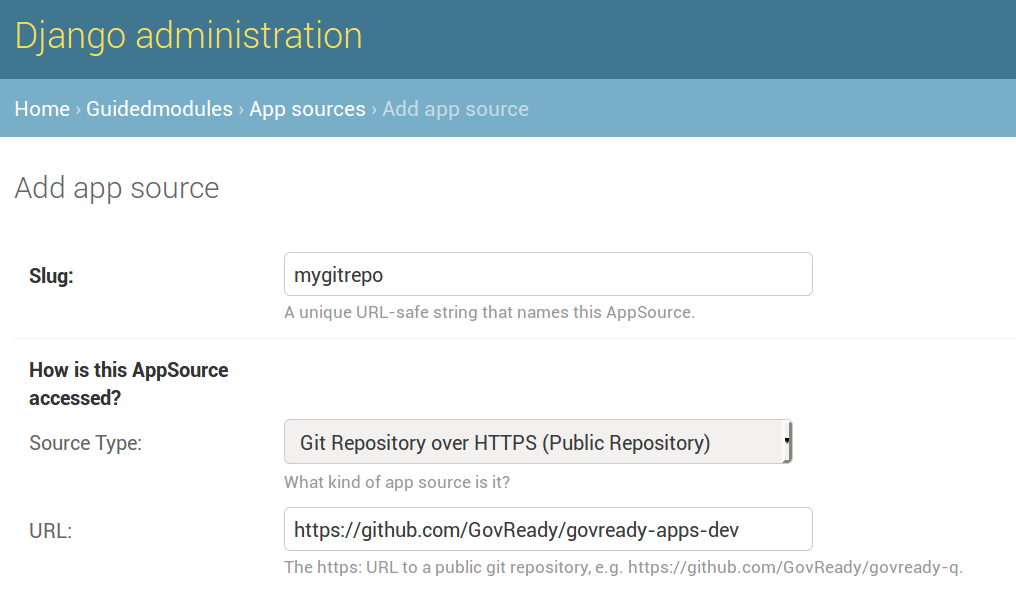 Django administration
Home › Guidedmodules › App sources › Add app source
Add app source
Slug: mygitrepo
A unique URL-safe string that names this AppSource.
How is this AppSource
accessed?
Source Type: Git Repository over HTTPS (Public Repository)
What kind of app source is it?
URL: https://github.com/GovReady/govready-apps-dev
The https: URL to a public git repository, e.g. https://github.com/GovReady/govready-q.